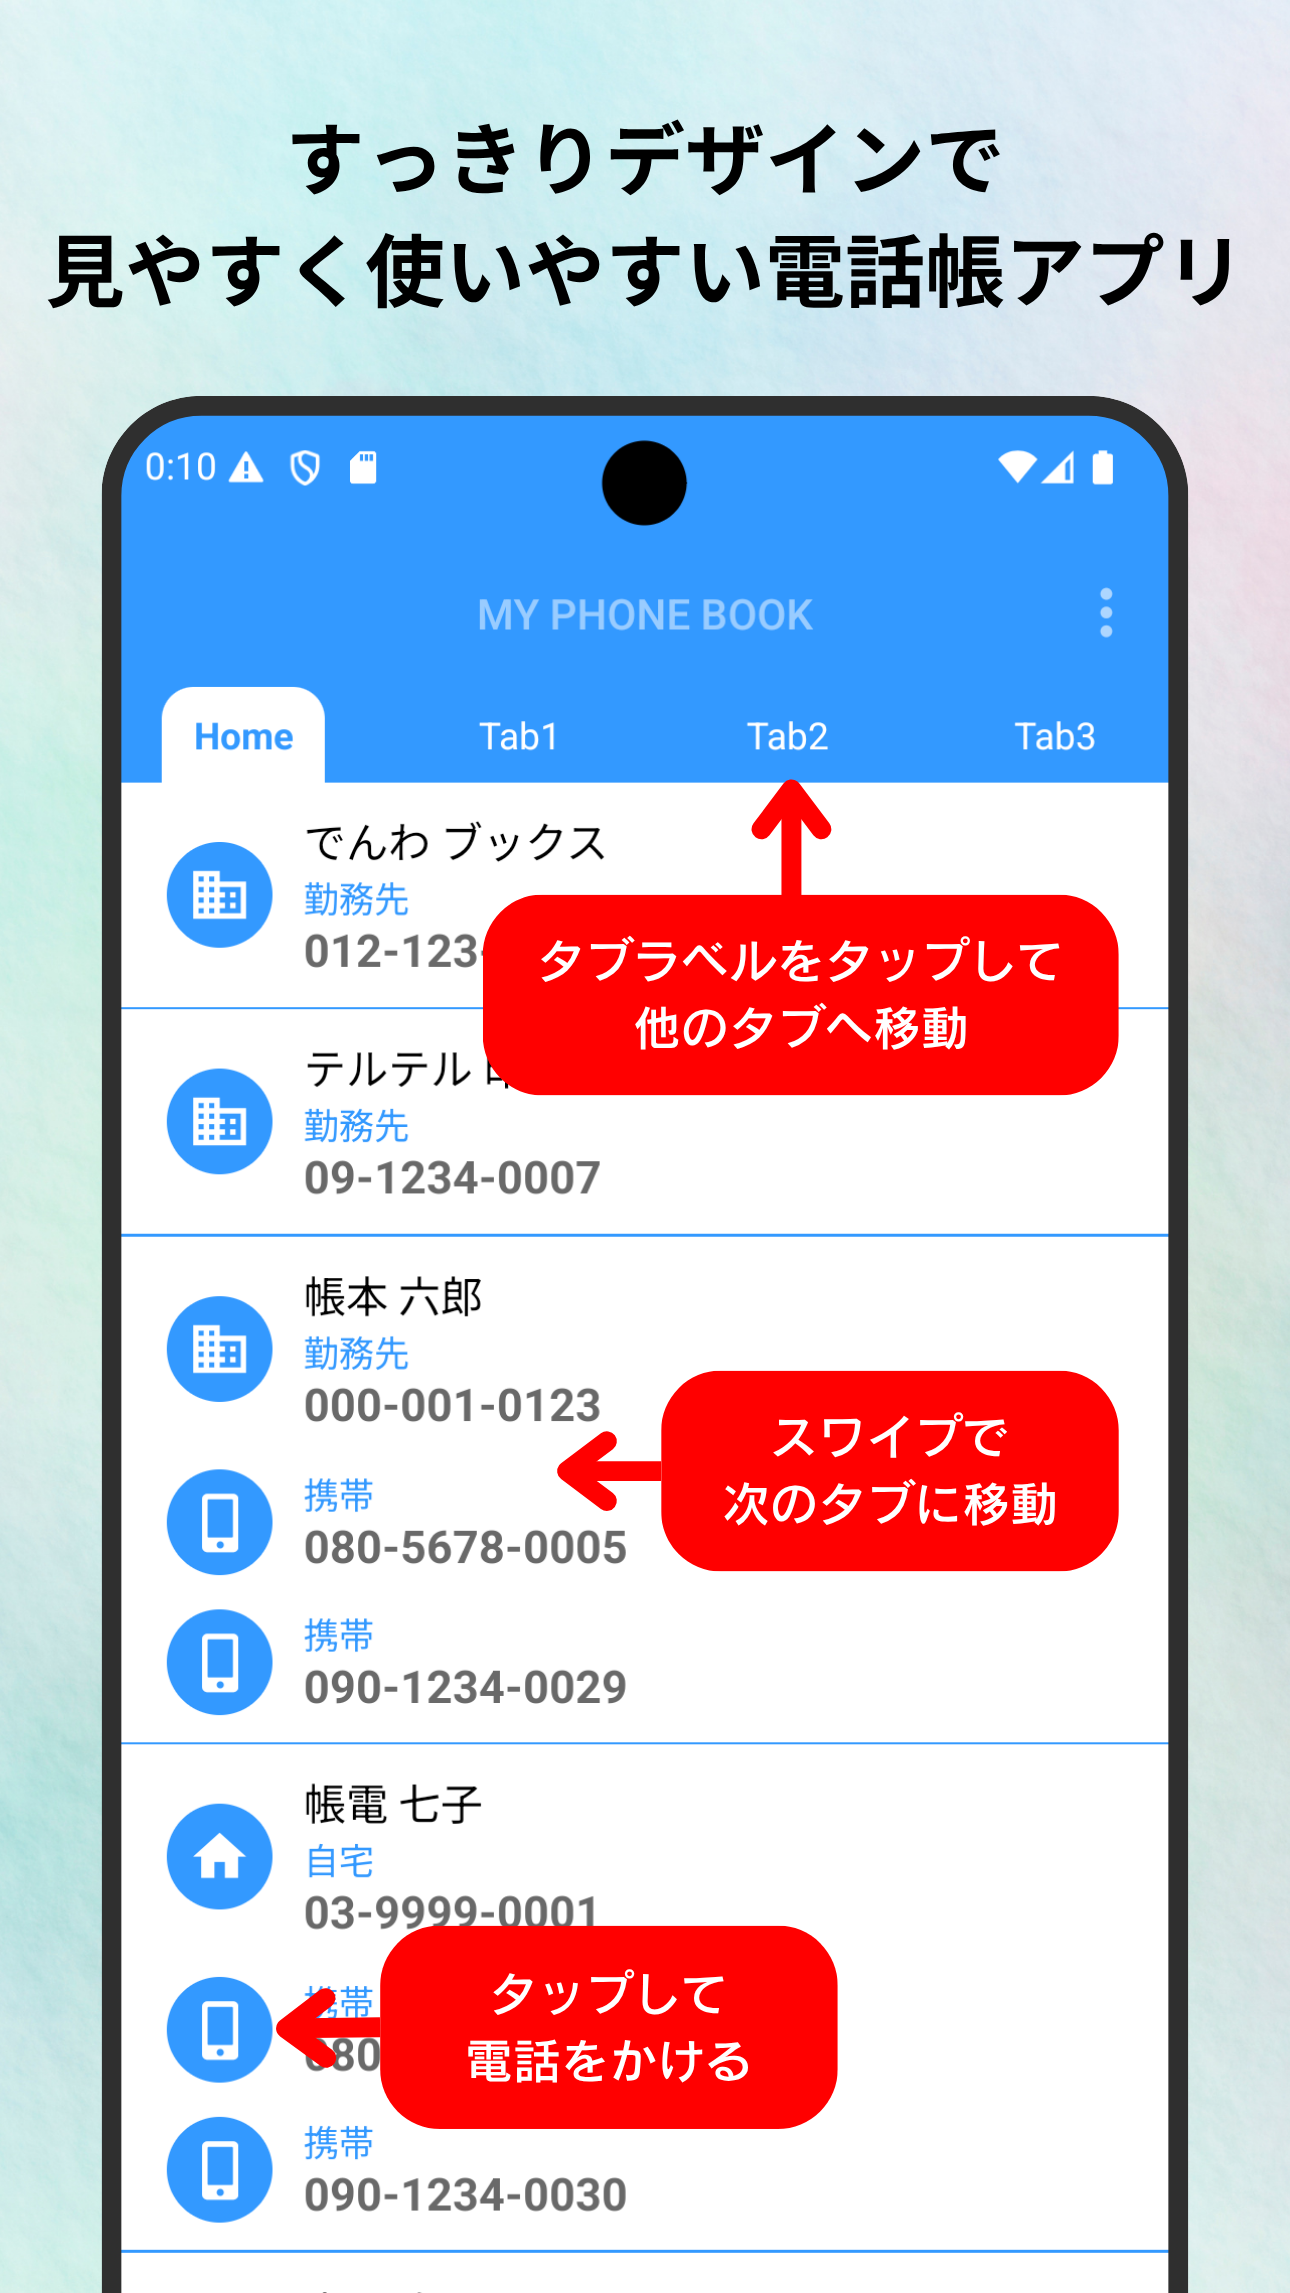 すっきりデザインで
見やすく使いやすい電話帳アプリ
0:10
MY PHONE BOOK
Home Tab1 Tab2 Tab3
でんわ ブックス
勤務先
012-123-
タブラベルをタップして
他のタブへ移動
テルテル
勤務先
09-1234-0007
帳本 六郎
勤務先
000-001-0123
スワイプで
次のタブに移動
携帯
080-5678-0005
携帯
090-1234-0029
帳電 七子
自宅
03-9999-0001
携帯
080
タップして
電話をかける
携帯
090-1234-0030